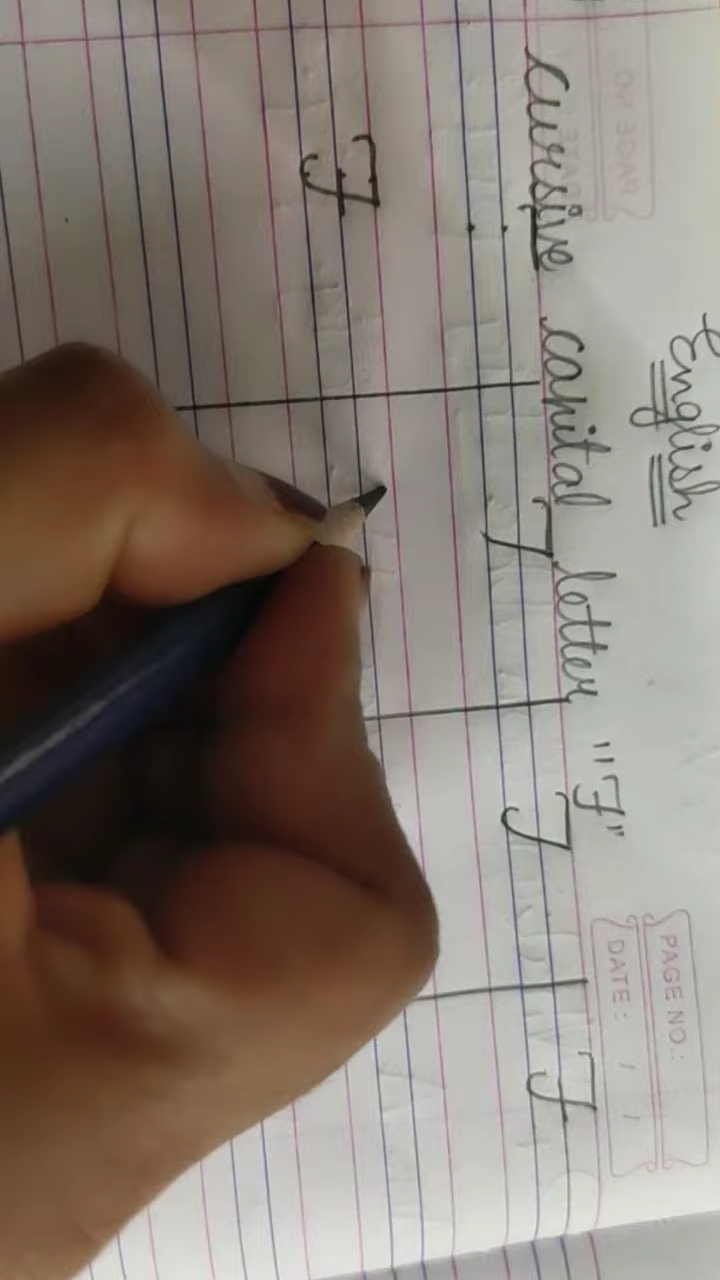 English
PAGE NO.:
DATE: / /
cursive capital letter "F"
J J F
F